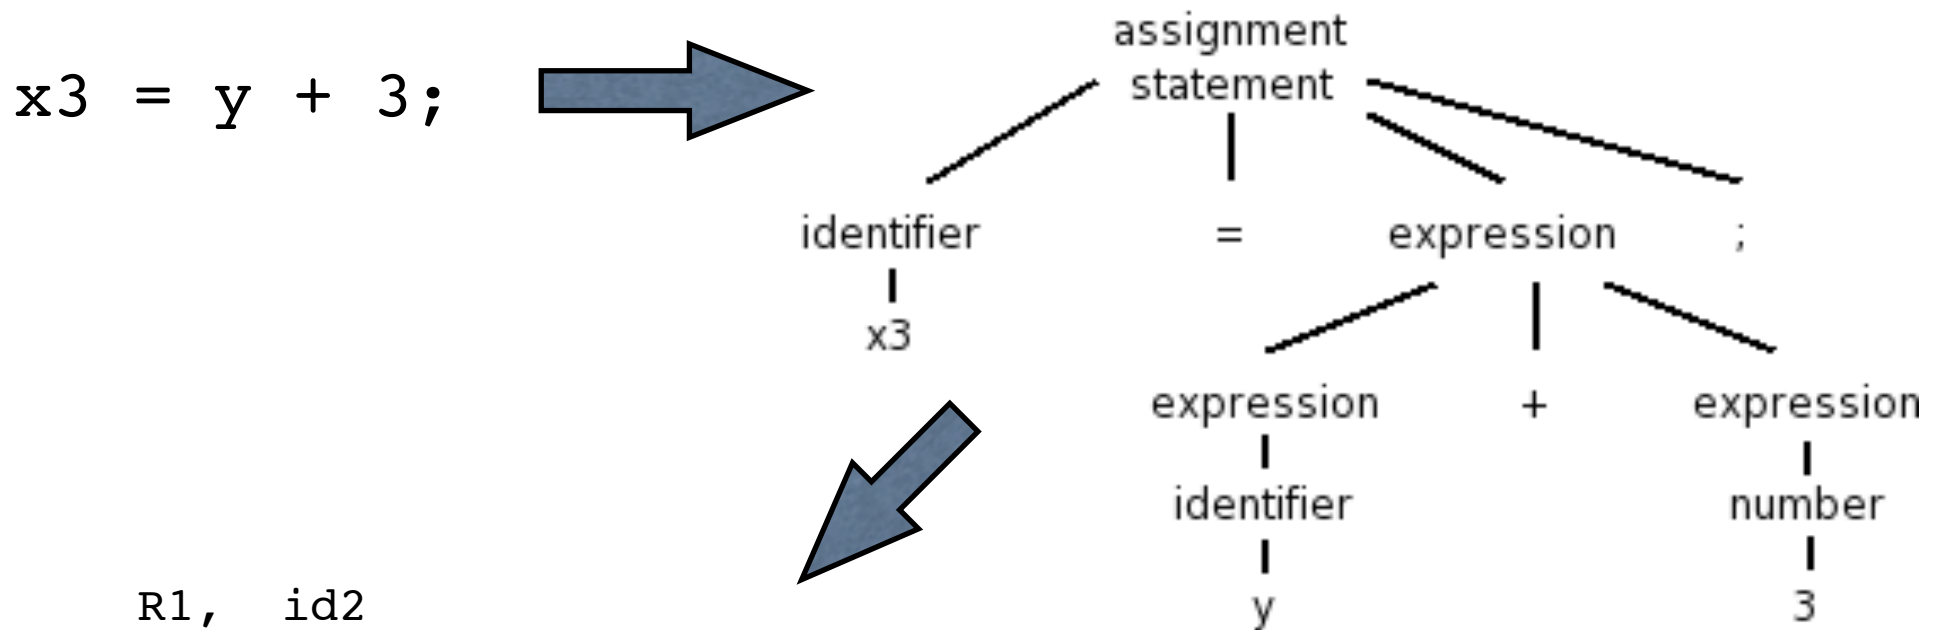 x3 = y + 3;
assignment
statement
identifier = expression ;
x3
expression + expression
identifier number
y 3
R1, id2